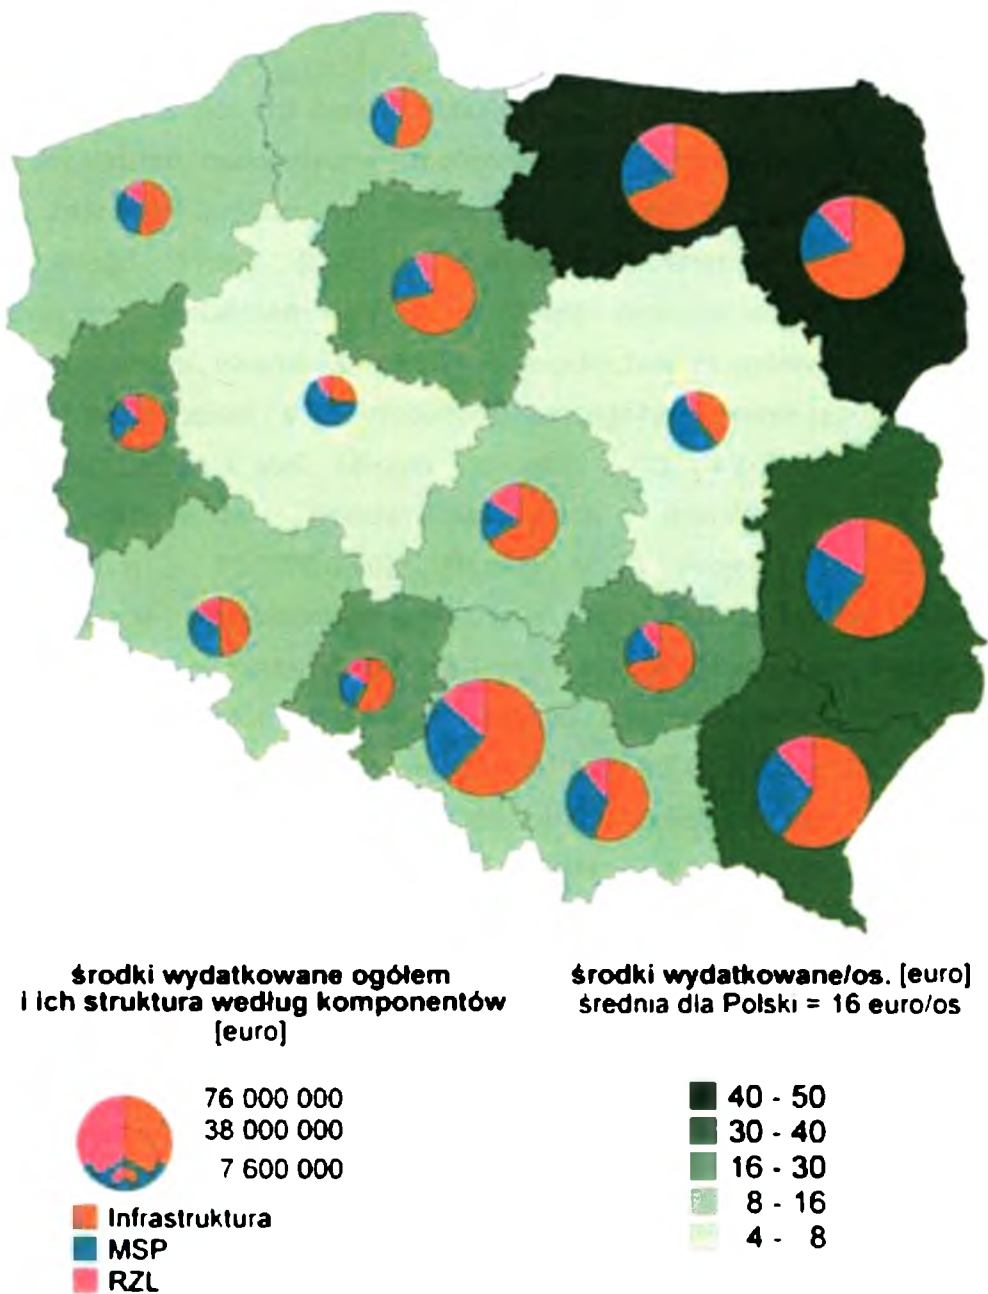 środki wydatkowane ogółem
i ich struktura według komponentów
[euro]
76 000 000
38 000 000
7 600 000
Infrastruktura
MSP
RZL
środki wydatkowane/os. [euro]
średnia dla Polski = 16 euro/os
40 - 50
30 - 40
16 - 30
8 - 16
4 - 8